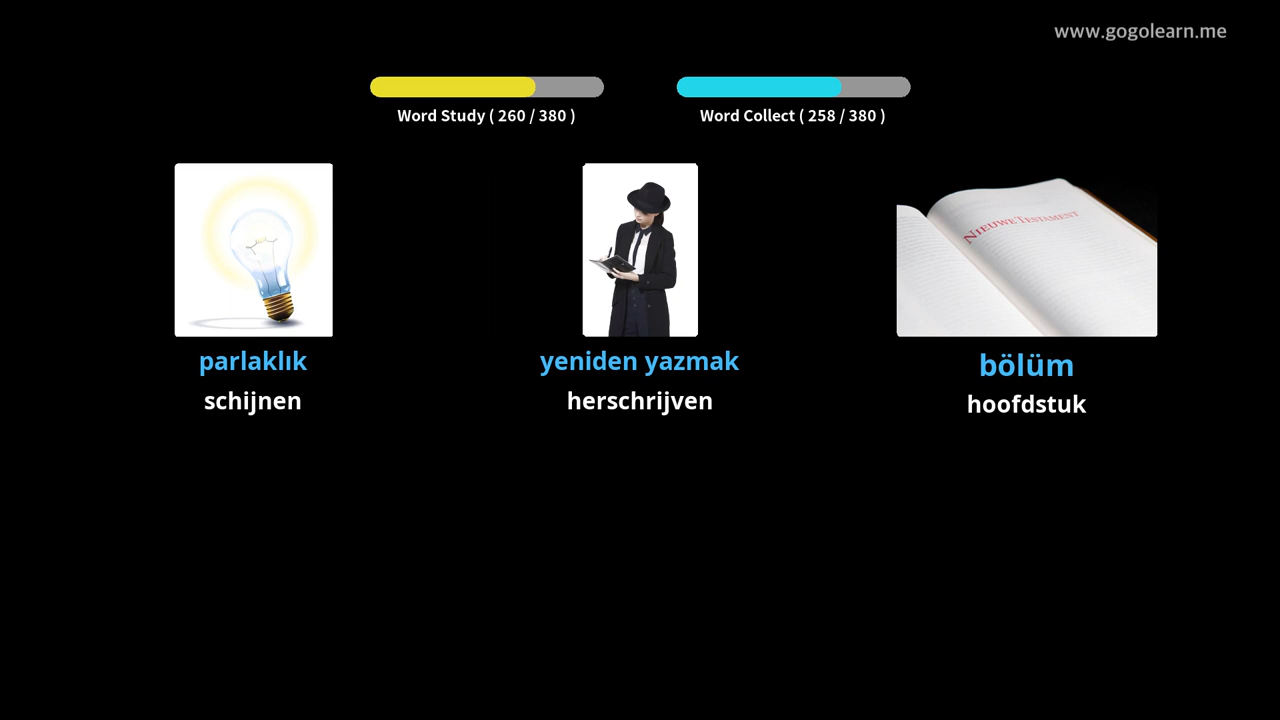 www.gogolearn.me
Word Study ( 260 / 380 )
Word Collect ( 258 / 380 )
NIEUWE TESTAMENT
parlaklık
schijnen
yeniden yazmak
herschrijven
bölüm
hoofdstuk